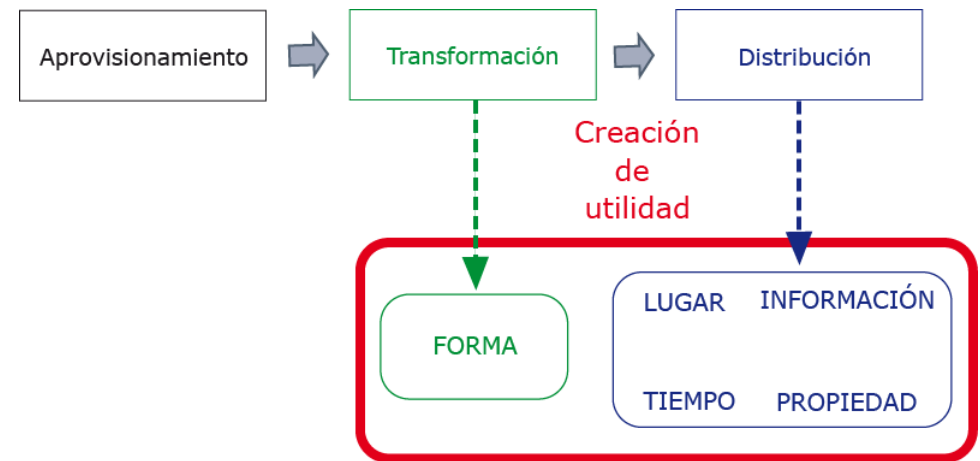 Aprovisionamiento
Transformación
Distribución
Creación
de
utilidad
FORMA
LUGAR INFORMACIÓN
TIEMPO PROPIEDAD